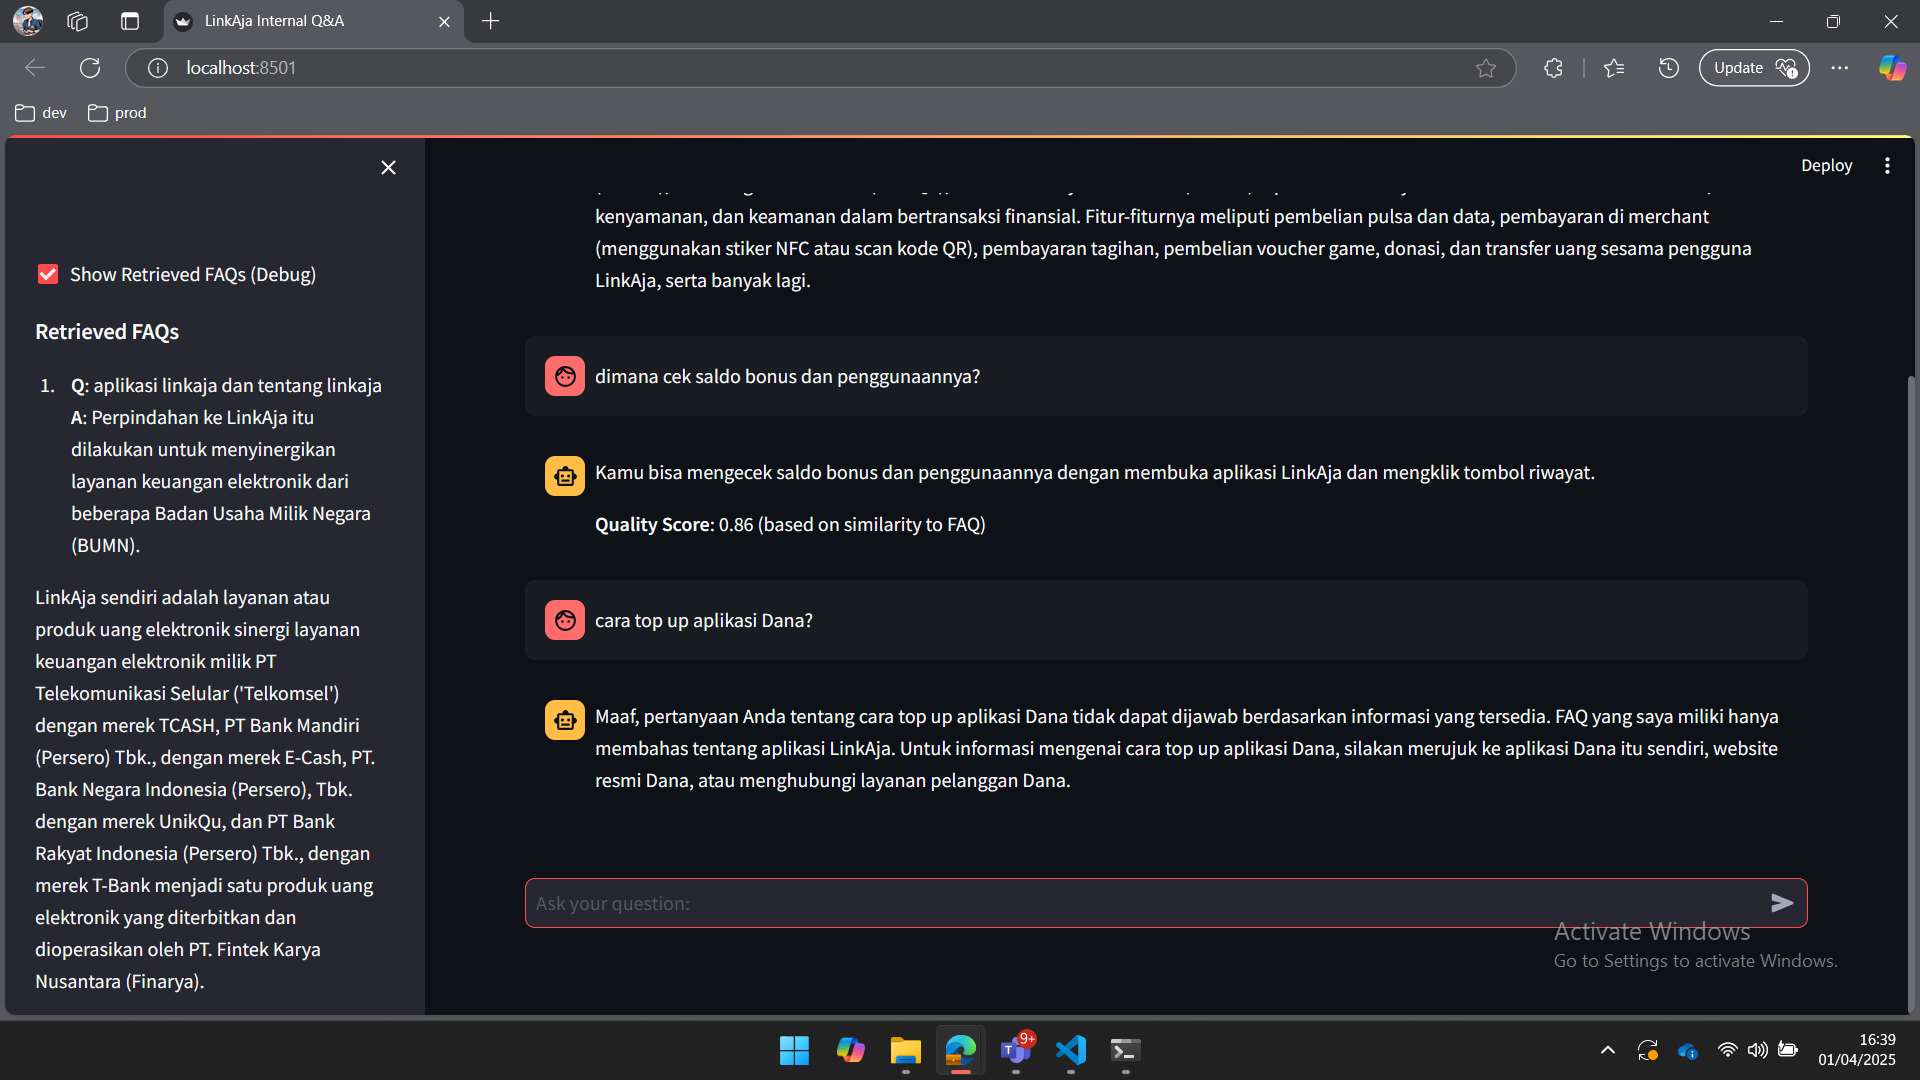 LinkAja Internal Q&A
localhost:8501
Update
dev
prod
Deploy
Show Retrieved FAQs (Debug)
Retrieved FAQs
1. Q: aplikasi linkaja dan tentang linkaja
A: Perpindahan ke LinkAja itu
dilakukan untuk menyinergikan
layanan keuangan elektronik dari
beberapa Badan Usaha Milik Negara
(BUMN).
LinkAja sendiri adalah layanan atau
produk uang elektronik sinergi layanan
keuangan elektronik milik PT
Telekomunikasi Selular ('Telkomsel')
dengan merek TCASH, PT Bank Mandiri
(Persero) Tbk., dengan merek E-Cash, PT.
Bank Negara Indonesia (Persero), Tbk.
dengan merek UnikQu, dan PT Bank
Rakyat Indonesia (Persero) Tbk., dengan
merek T-Bank menjadi satu produk uang
elektronik yang diterbitkan dan
dioperasikan oleh PT. Fintek Karya
Nusantara (Finarya).
kenyamanan, dan keamanan dalam bertransaksi finansial. Fitur-fiturnya meliputi pembelian pulsa dan data, pembayaran di merchant
(menggunakan stiker NFC atau scan kode QR), pembayaran tagihan, pembelian voucher game, donasi, dan transfer uang sesama pengguna
LinkAja, serta banyak lagi.
dimana cek saldo bonus dan penggunaannya?
Kamu bisa mengecek saldo bonus dan penggunaannya dengan membuka aplikasi LinkAja dan mengklik tombol riwayat.
Quality Score: 0.86 (based on similarity to FAQ)
cara top up aplikasi Dana?
Maaf, pertanyaan Anda tentang cara top up aplikasi Dana tidak dapat dijawab berdasarkan informasi yang tersedia. FAQ yang saya miliki hanya
membahas tentang aplikasi LinkAja. Untuk informasi mengenai cara top up aplikasi Dana, silakan merujuk ke aplikasi Dana itu sendiri, website
resmi Dana, atau menghubungi layanan pelanggan Dana.
Ask your question:
Activate Windows
Go to Settings to activate Windows.
9+
16:39
01/04/2025